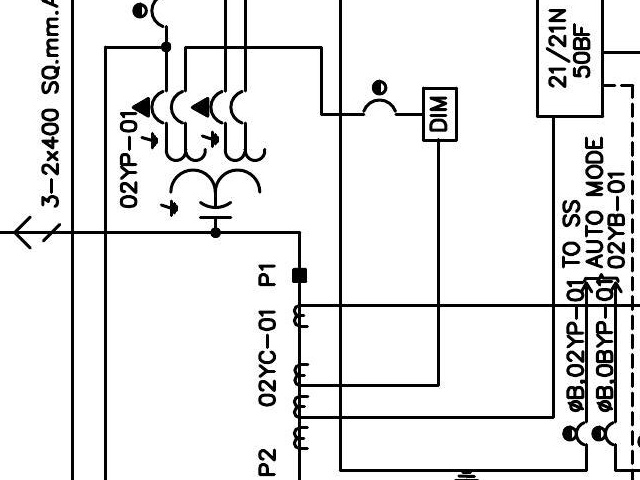 3-2x400 SQ.mm.
02YP-01
DIM
21/21N
50BF
TO SS
AUTO MODE
02YB-01
P1
02YC-01
P2
øB,02YP-01
øB,0BYP-01